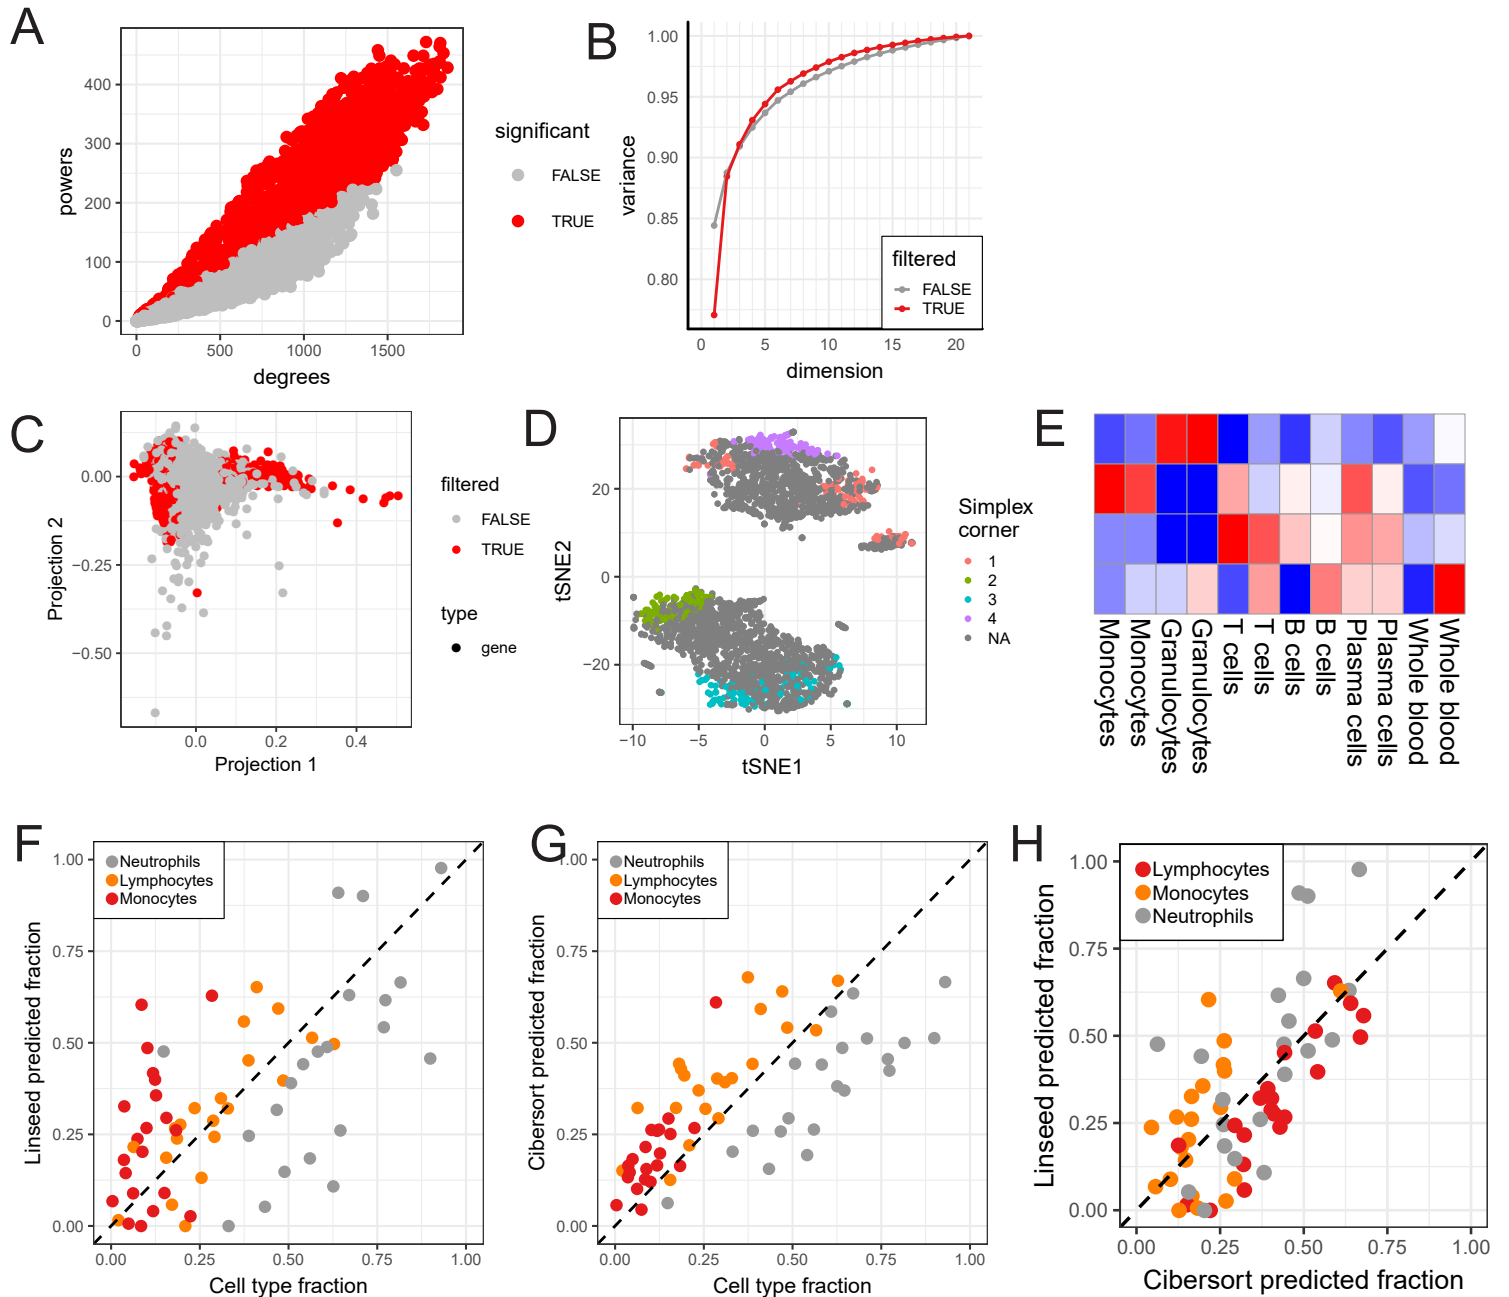 A
400
300
200
100
0
0
500
1000
1500
powers
degrees
significant
FALSE
TRUE
B
1.00
0.95
0.90
0.85
0.80
0
5
10
15
20
variance
dimension
filtered
FALSE
TRUE
C
0.00
−0.25
−0.50
0.0
0.2
0.4
Projection 2
Projection 1
filtered
FALSE
TRUE
type
gene
D
20
0
−20
−10
−5
0
5
10
tSNE2
tSNE1
Simplex
corner
1
2
3
4
NA
E
Monocytes
Monocytes
Granulocytes
Granulocytes
T cells
T cells
B cells
B cells
Plasma cells
Plasma cells
Whole blood
Whole blood
F
1.00
0.75
0.50
0.25
0.00
0.00
0.25
0.50
0.75
1.00
Linseed predicted fraction
Cell type fraction
Neutrophils
Lymphocytes
Monocytes
G
1.00
0.75
0.50
0.25
0.00
0.00
0.25
0.50
0.75
1.00
Cibersort predicted fraction
Cell type fraction
Neutrophils
Lymphocytes
Monocytes
H
1.00
0.75
0.50
0.25
0.00
0.00
0.25
0.50
0.75
1.00
Linseed predicted fraction
Cibersort predicted fraction
Lymphocytes
Monocytes
Neutrophils